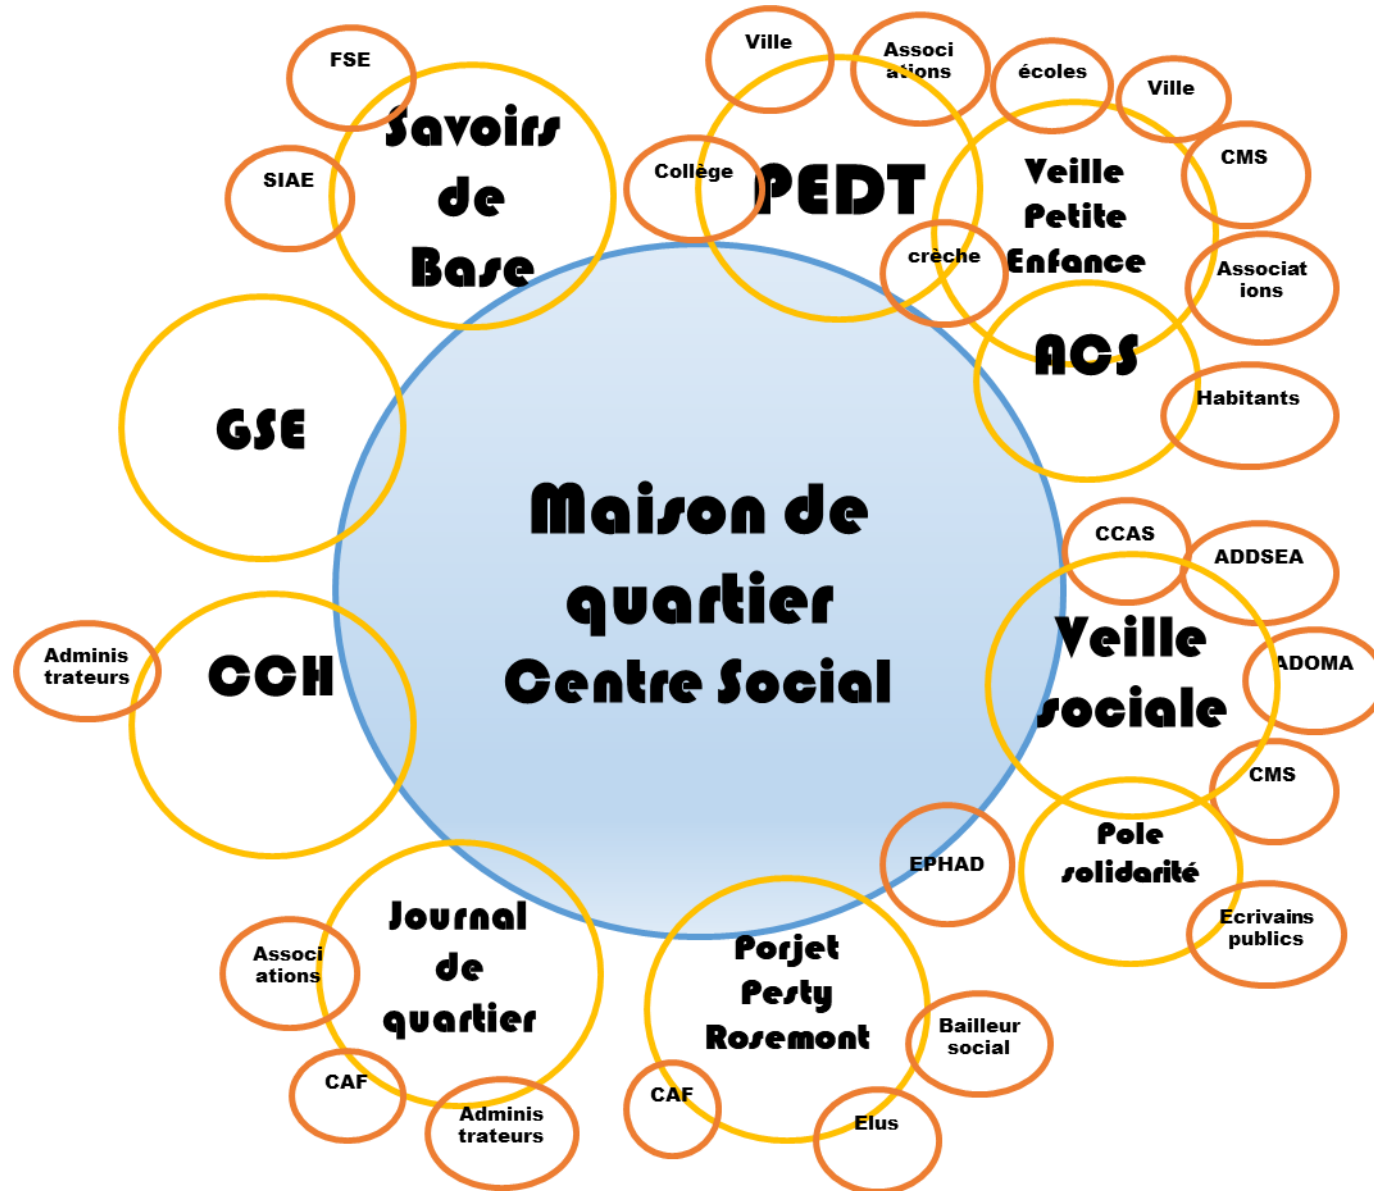 FSE
Ville
Associ
ations
écoles
Ville
SIAE
Savoirs
de
Base
Collège
PEDT
crèche
Veille
Petite
Enfance
CMS
Associat
ions
ACS
Habitants
GSE
Maison de
quartier
Centre Social
CCAS
ADDSEA
Veille
sociale
ADOMA
CMS
Adminis
trateurs
CCH
Pole
solidarité
EPHAD
Ecrivains
publics
Journal
de
quartier
Associ
ations
CAF
Adminis
trateurs
Porjet
Pesty
Rosemont
Bailleur
social
CAF
Elus